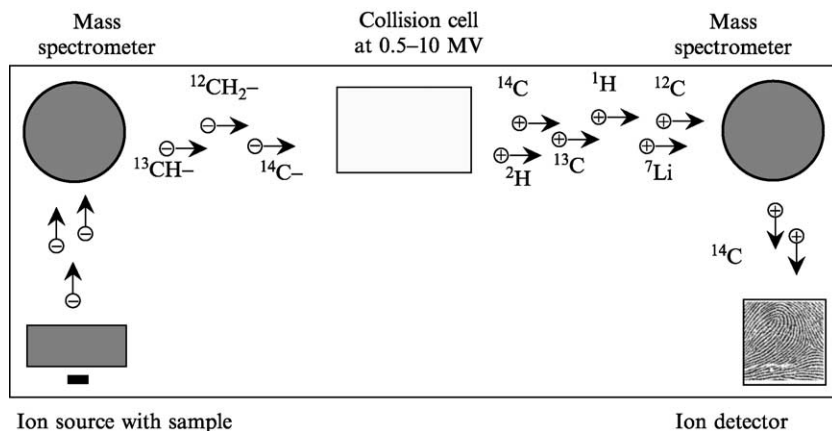 Mass
spectrometer
Collision cell
at 0.5–10 MV
Mass
spectrometer
¹²CH₂–
¹³CH–
¹⁴C–
¹⁴C
¹H
¹²C
²H
¹³C
⁷Li
¹⁴C
Ion source with sample
Ion detector